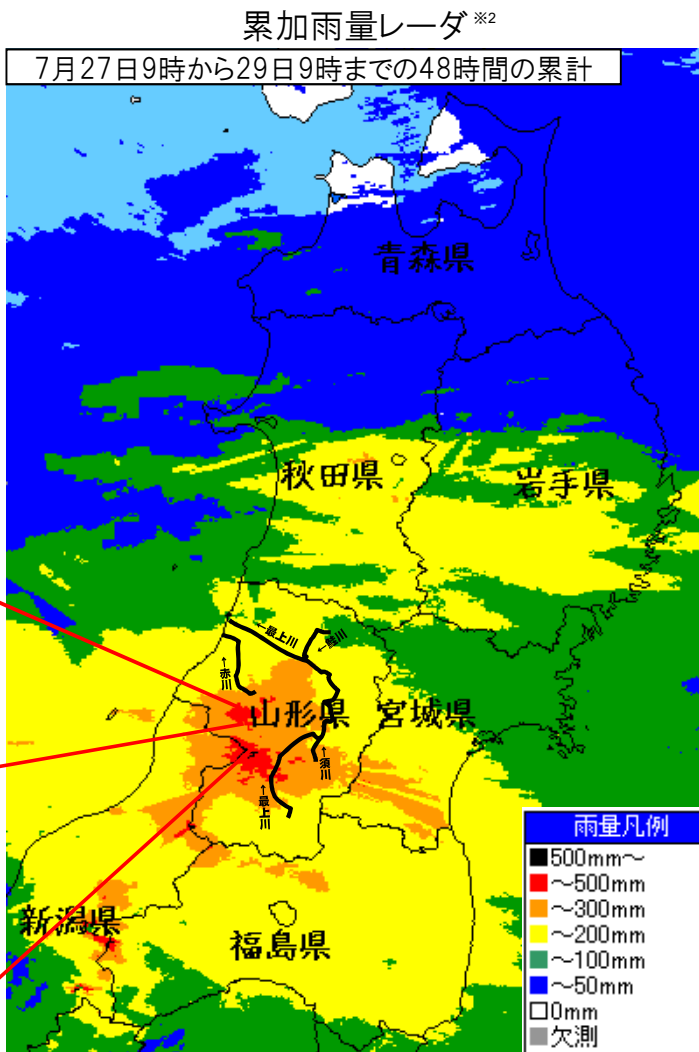 累加雨量レーダ※2
7月27日9時から29日9時までの48時間の累計
青森県
秋田県
岩手県
←最上川
←鮭川
←赤川
山形県
宮城県
←須川
←最上川
新潟県
福島県
雨量凡例
500mm～
～500mm
～300mm
～200mm
～100mm
～50mm
0mm
欠測